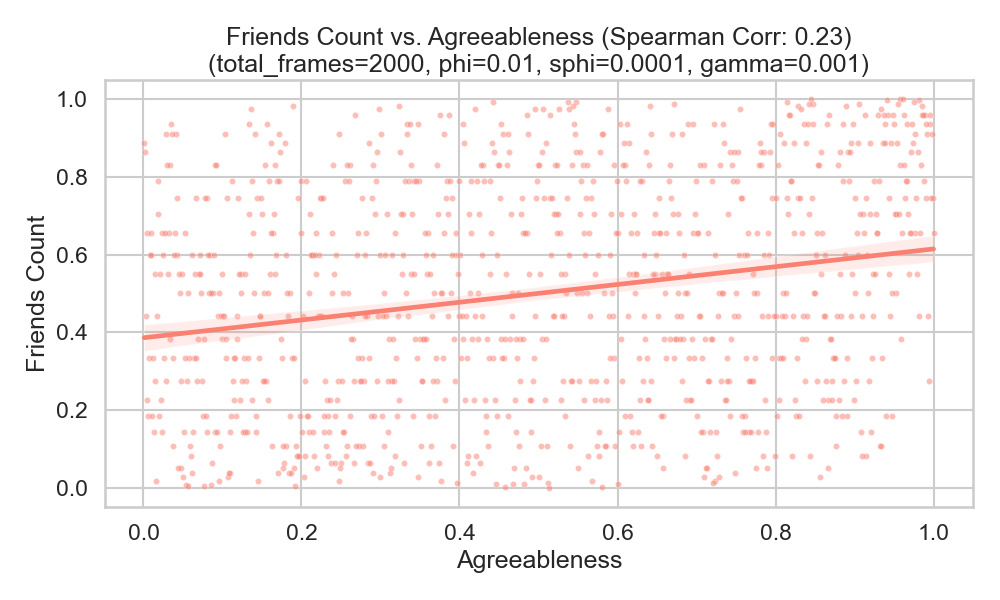 Friends Count vs. Agreeableness (Spearman Corr: 0.23)
(total_frames=2000, phi=0.01, sphi=0.0001, gamma=0.001)
Friends Count
1.0
0.8
0.6
0.4
0.2
0.0
0.0 0.2 0.4 0.6 0.8 1.0
Agreeableness